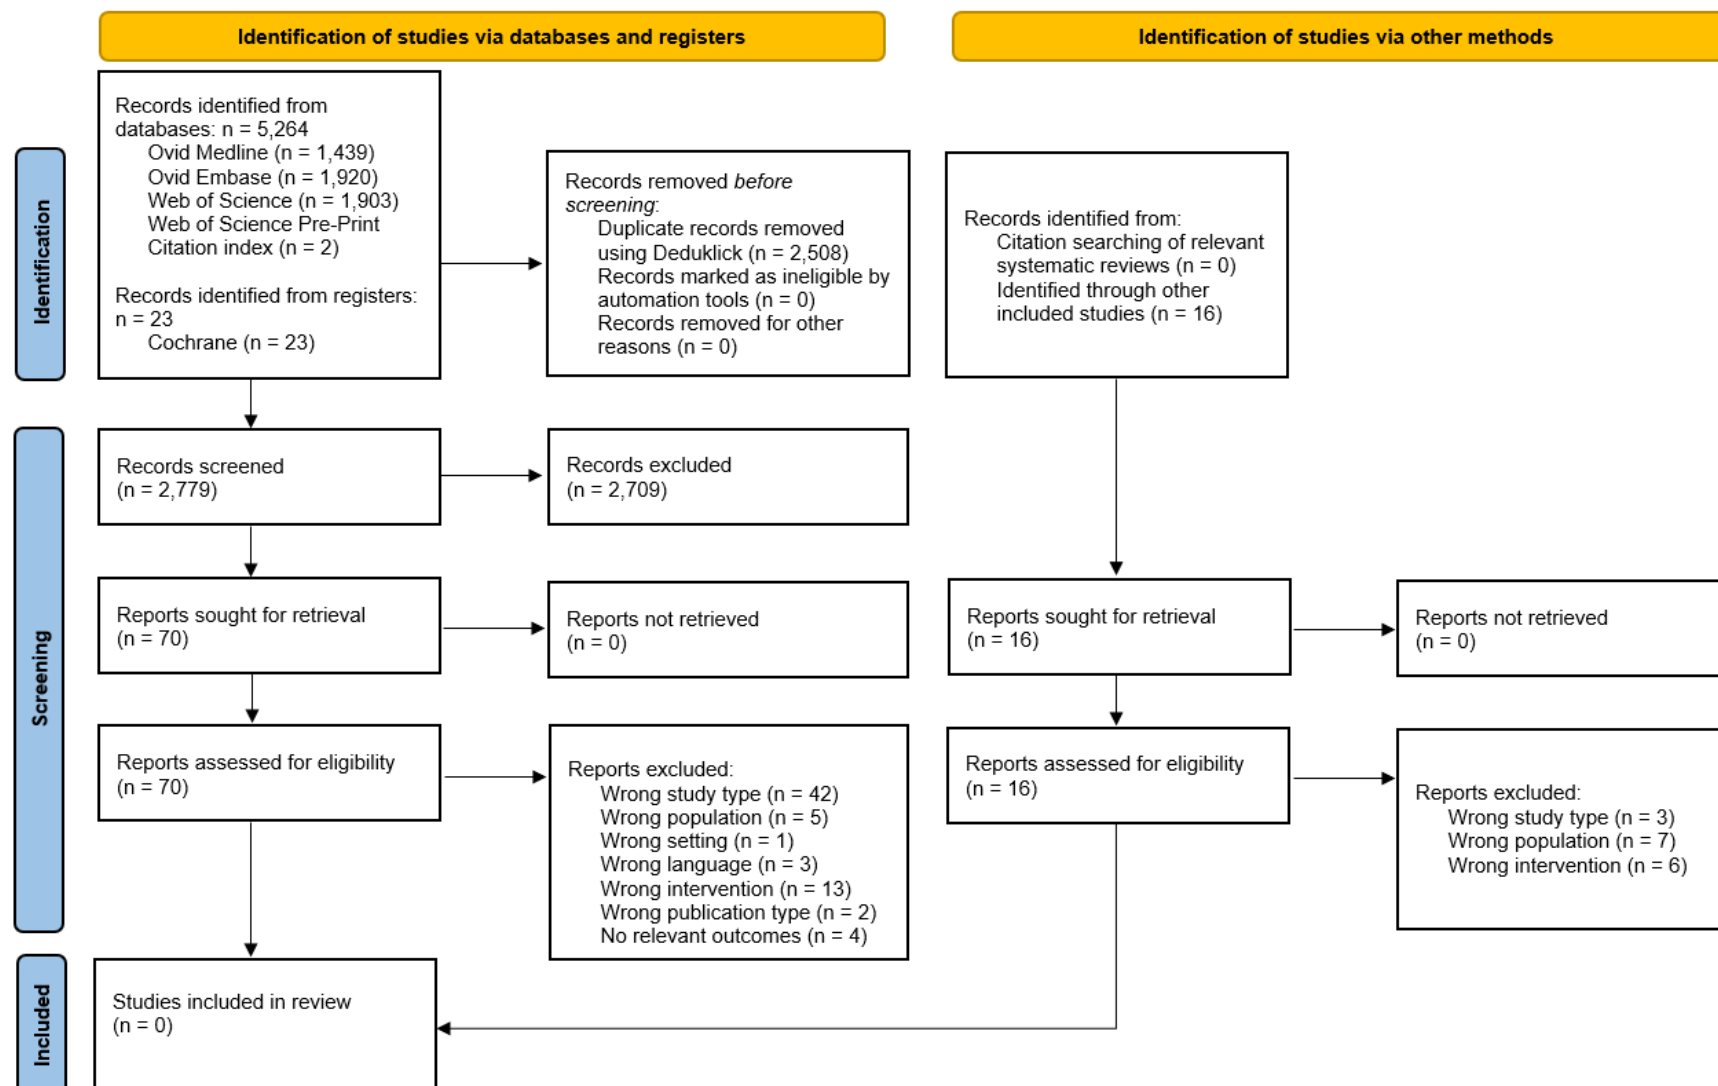 Identification of studies via databases and registers
Identification of studies via other methods
Identification
Records identified from
databases: n = 5,264
Ovid Medline (n = 1,439)
Ovid Embase (n = 1,920)
Web of Science (n = 1,903)
Web of Science Pre-Print
Citation index (n = 2)
Records identified from registers:
n = 23
Cochrane (n = 23)
Records removed before
screening:
Duplicate records removed
using Deduklick (n = 2,508)
Records marked as ineligible by
automation tools (n = 0)
Records removed for other
reasons (n = 0)
Records identified from:
Citation searching of relevant
systematic reviews (n = 0)
Identified through other
included studies (n = 16)
Screening
Records screened
(n = 2,779)
Records excluded
(n = 2,709)
Reports sought for retrieval
(n = 70)
Reports not retrieved
(n = 0)
Reports sought for retrieval
(n = 16)
Reports not retrieved
(n = 0)
Reports assessed for eligibility
(n = 70)
Reports excluded:
Wrong study type (n = 42)
Wrong population (n = 5)
Wrong setting (n = 1)
Wrong language (n = 3)
Wrong intervention (n = 13)
Wrong publication type (n = 2)
No relevant outcomes (n = 4)
Reports assessed for eligibility
(n = 16)
Reports excluded:
Wrong study type (n = 3)
Wrong population (n = 7)
Wrong intervention (n = 6)
Included
Studies included in review
(n = 0)